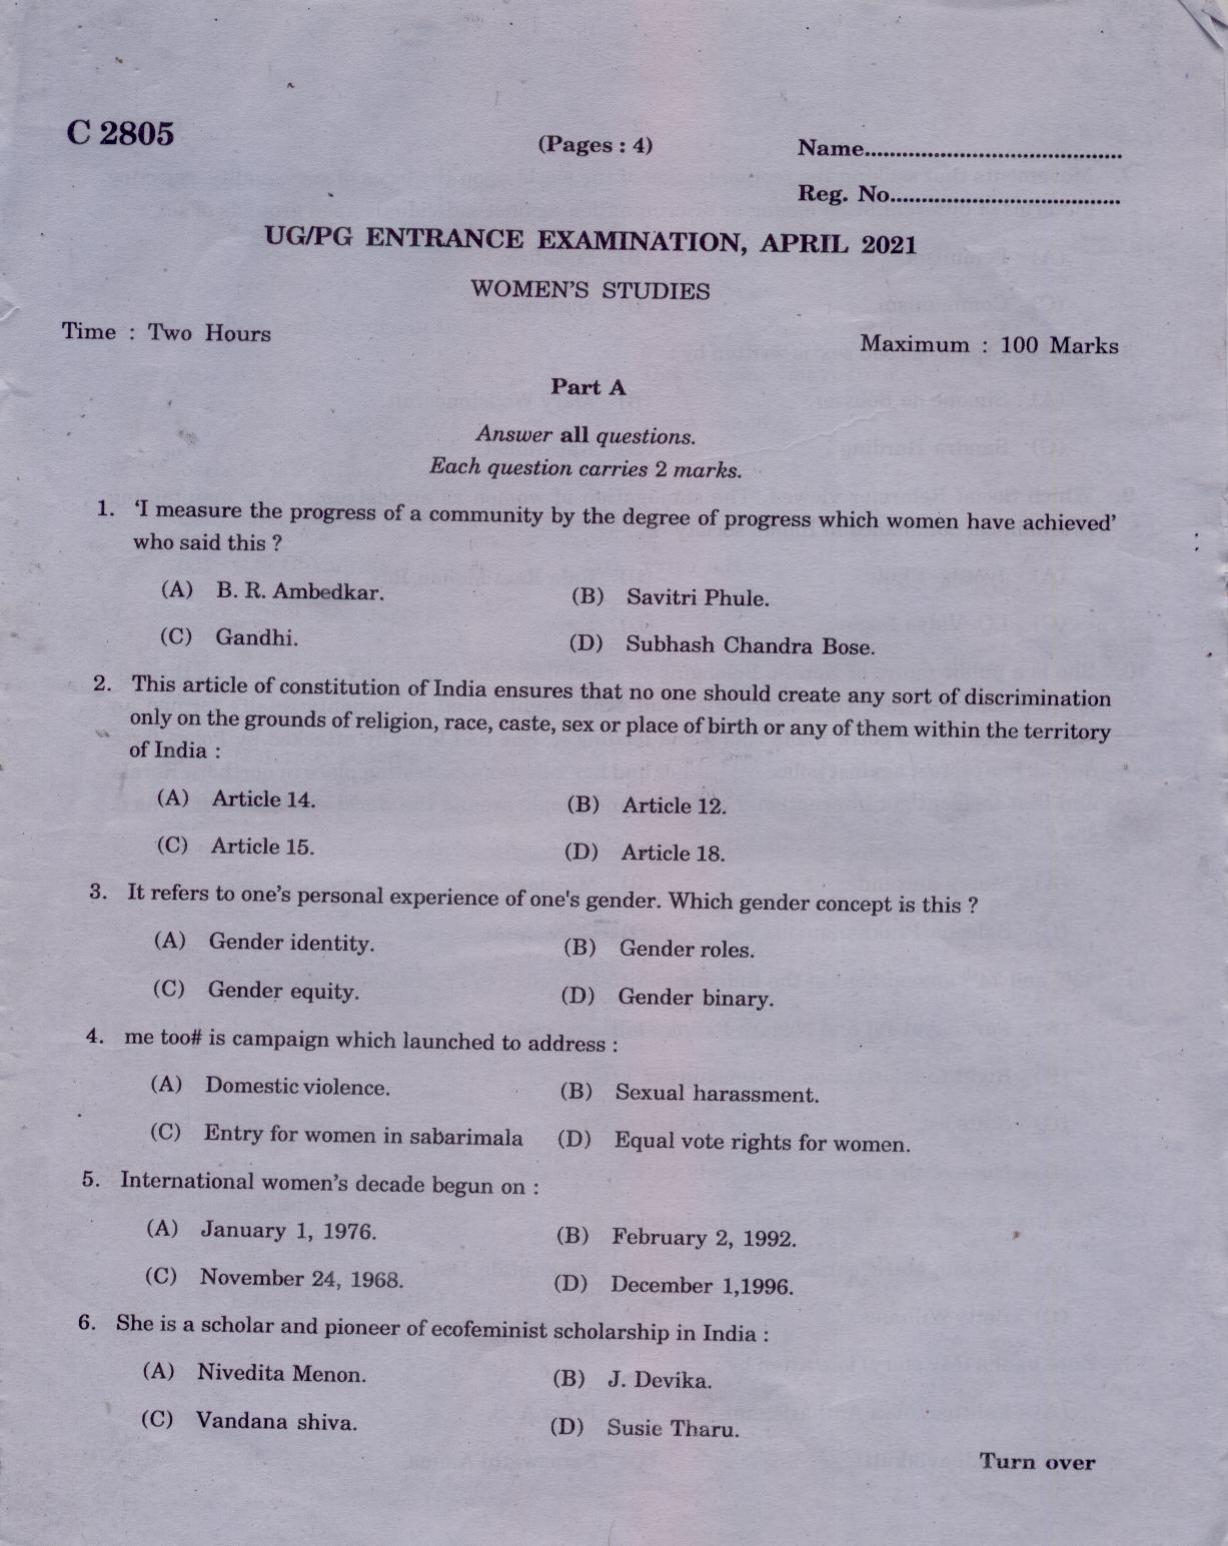 C 2805
(Pages : 4)
Name.........................................
Reg. No.....................................
UG/PG ENTRANCE EXAMINATION, APRIL 2021
WOMEN'S STUDIES
Time : Two Hours
Maximum : 100 Marks
Part A
Answer all questions.
Each question carries 2 marks.
1. 'I measure the progress of a community by the degree of progress which women have achieved'
who said this ?
(A) B. R. Ambedkar. (B) Savitri Phule.
(C) Gandhi. (D) Subhash Chandra Bose.
2. This article of constitution of India ensures that no one should create any sort of discrimination
only on the grounds of religion, race, caste, sex or place of birth or any of them within the territory
of India :
(A) Article 14. (B) Article 12.
(C) Article 15. (D) Article 18.
3. It refers to one's personal experience of one's gender. Which gender concept is this ?
(A) Gender identity. (B) Gender roles.
(C) Gender equity. (D) Gender binary.
4. me too# is campaign which launched to address :
(A) Domestic violence. (B) Sexual harassment.
(C) Entry for women in sabarimala (D) Equal vote rights for women.
5. International women's decade begun on :
(A) January 1, 1976. (B) February 2, 1992.
(C) November 24, 1968. (D) December 1,1996.
6. She is a scholar and pioneer of ecofeminist scholarship in India :
(A) Nivedita Menon. (B) J. Devika.
(C) Vandana shiva. (D) Susie Tharu.
Turn over